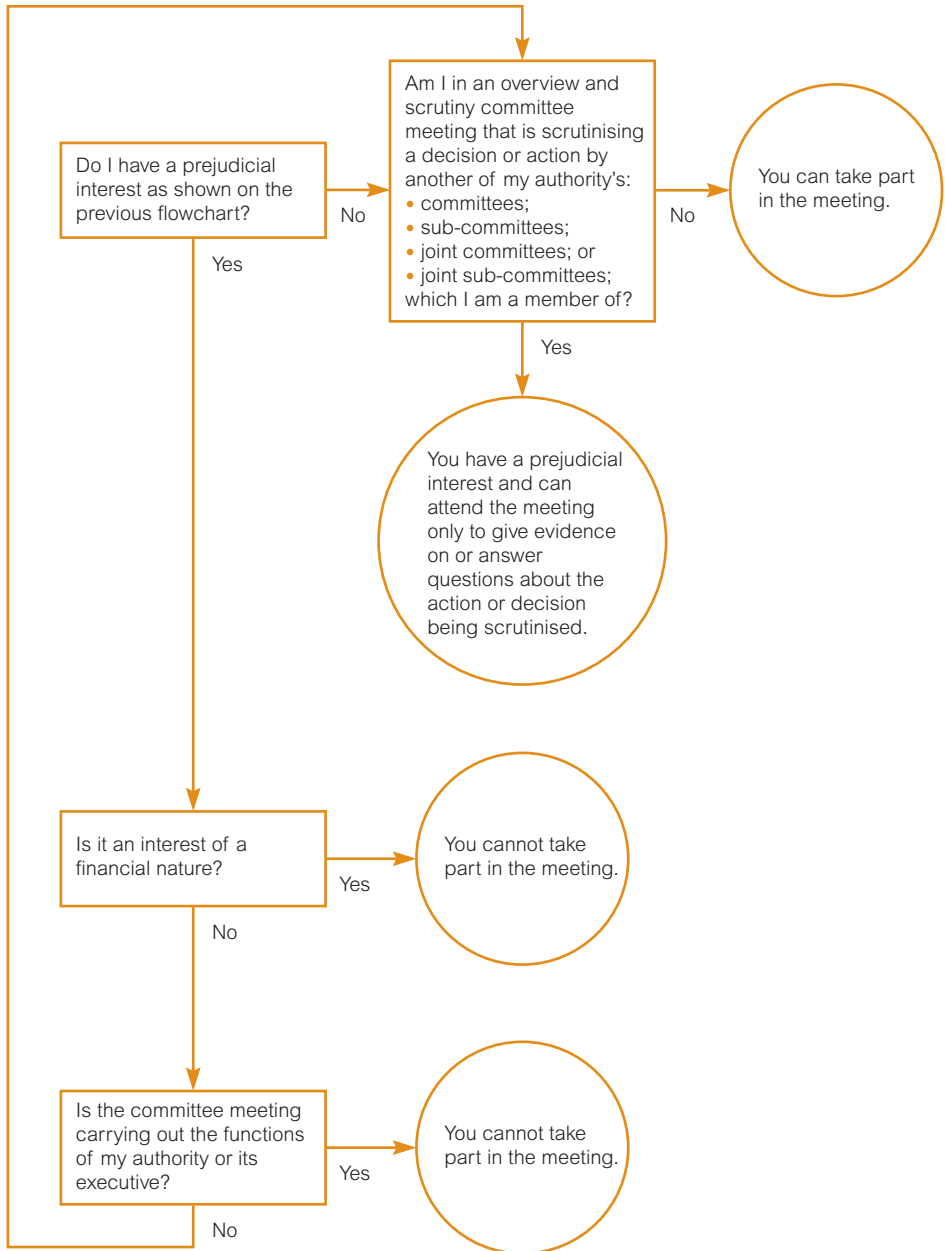 Do I have a prejudicial
interest as shown on the
previous flowchart?
No
Yes
Am I in an overview and
scrutiny committee
meeting that is scrutinising
a decision or action by
another of my authority's:
• committees;
• sub-committees;
• joint committees; or
• joint sub-committees;
which I am a member of?
No
Yes
You can take part
in the meeting.
You have a prejudicial
interest and can
attend the meeting
only to give evidence
on or answer
questions about the
action or decision
being scrutinised.
Is it an interest of a
financial nature?
Yes
No
You cannot take
part in the meeting.
Is the committee meeting
carrying out the functions
of my authority or its
executive?
Yes
No
You cannot take
part in the meeting.